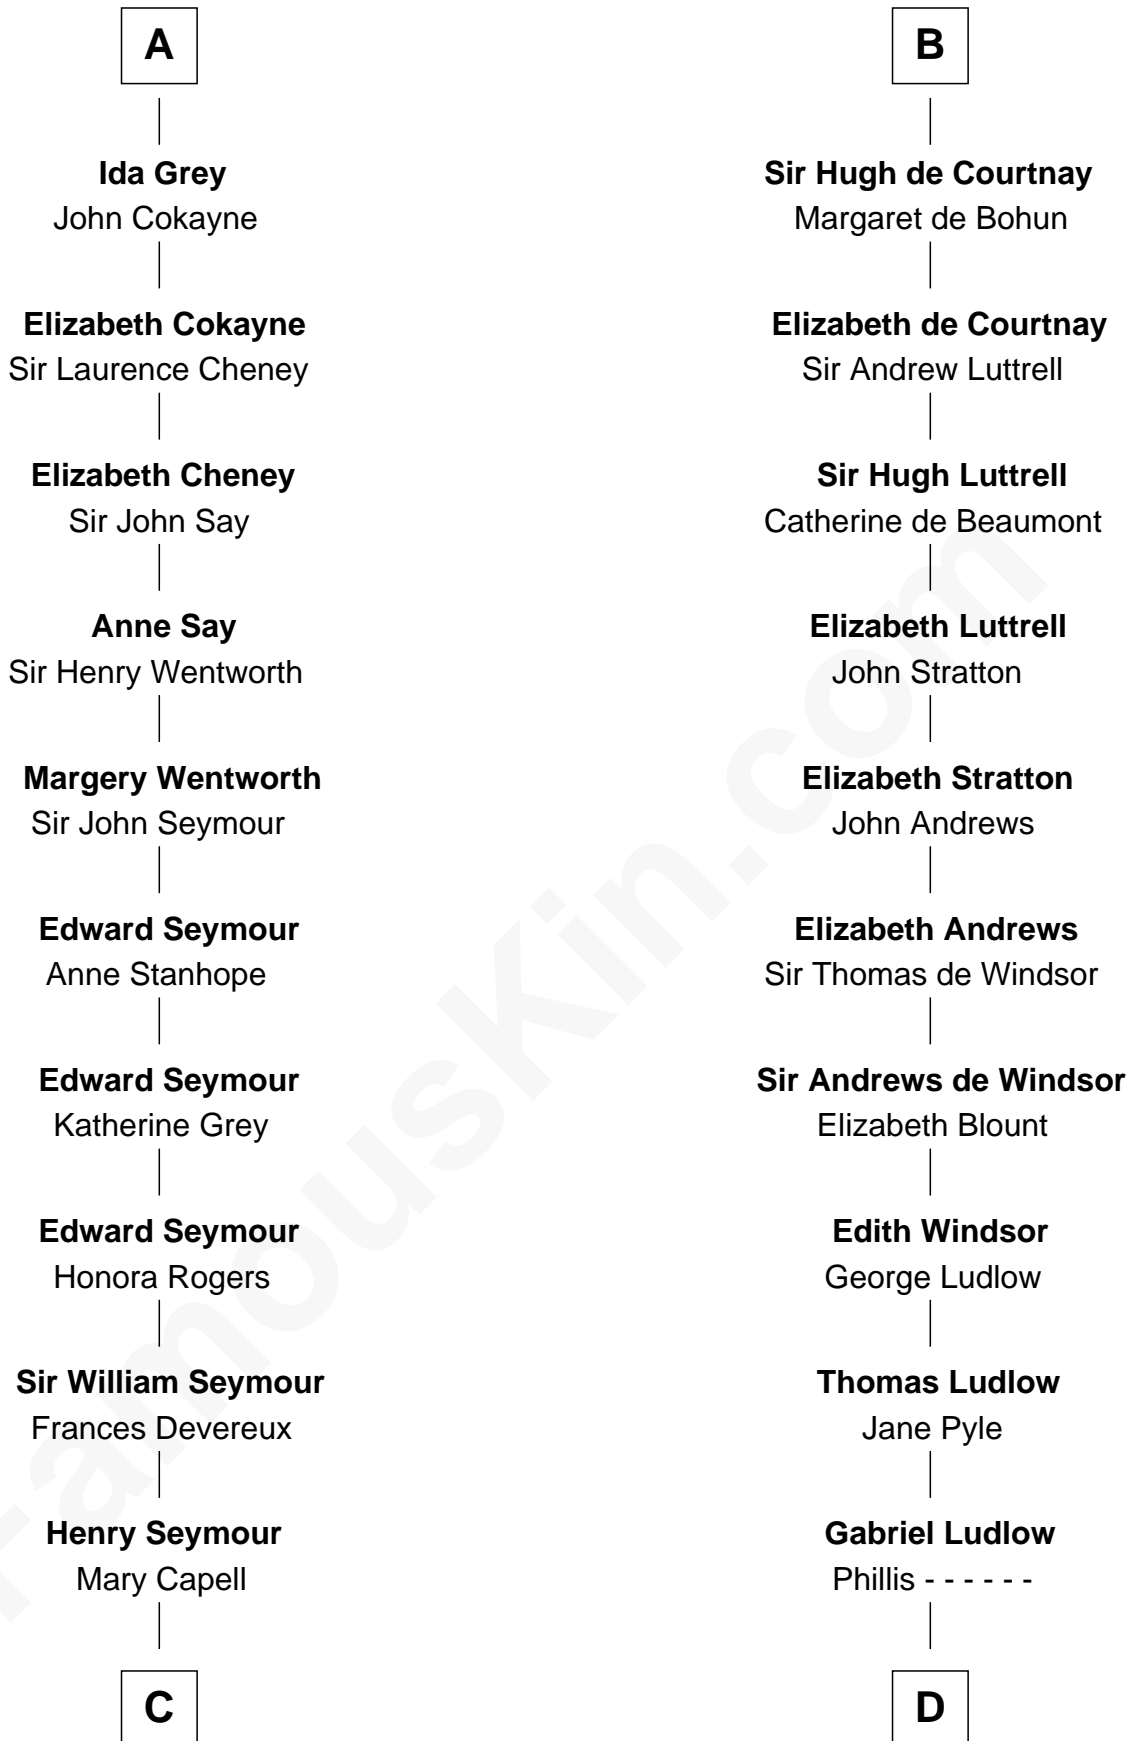 A
Ida Grey
John Cokayne
Elizabeth Cokayne
Sir Laurence Cheney
Elizabeth Cheney
Sir John Say
Anne Say
Sir Henry Wentworth
Margery Wentworth
Sir John Seymour
Edward Seymour
Anne Stanhope
Edward Seymour
Katherine Grey
Edward Seymour
Honora Rogers
Sir William Seymour
Frances Devereux
Henry Seymour
Mary Capell
C
B
Sir Hugh de Courtnay
Margaret de Bohun
Elizabeth de Courtnay
Sir Andrew Luttrell
Sir Hugh Luttrell
Catherine de Beaumont
Elizabeth Luttrell
John Stratton
Elizabeth Stratton
John Andrews
Elizabeth Andrews
Sir Thomas de Windsor
Sir Andrews de Windsor
Elizabeth Blount
Edith Windsor
George Ludlow
Thomas Ludlow
Jane Pyle
Gabriel Ludlow
Phillis - - - - - -
D
FamousKin.com